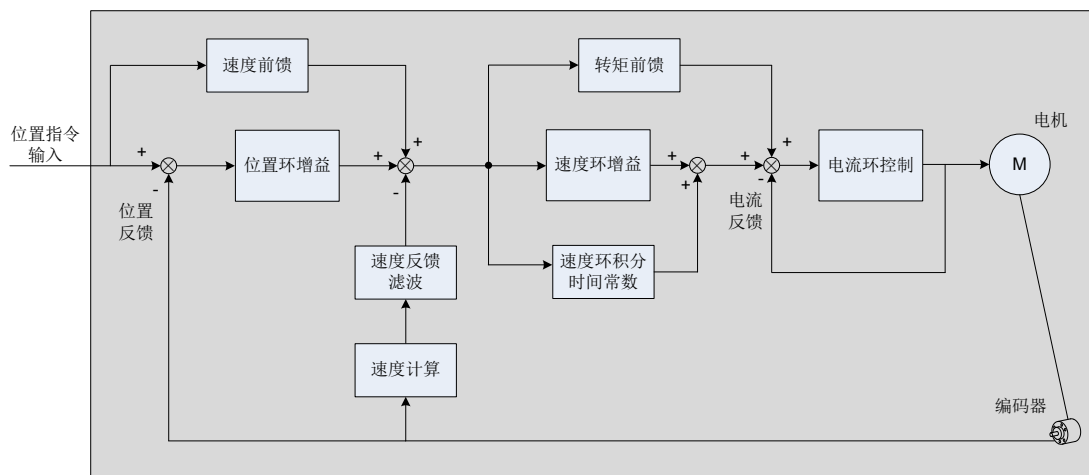 速度前馈
转矩前馈
位置指令
输入
+
-
位置环增益
+
+
-
速度环增益
+
+
+
+
-
电流环控制
电机
M
位置
反馈
电流
反馈
速度反馈
滤波
速度环积分
时间常数
速度计算
编码器